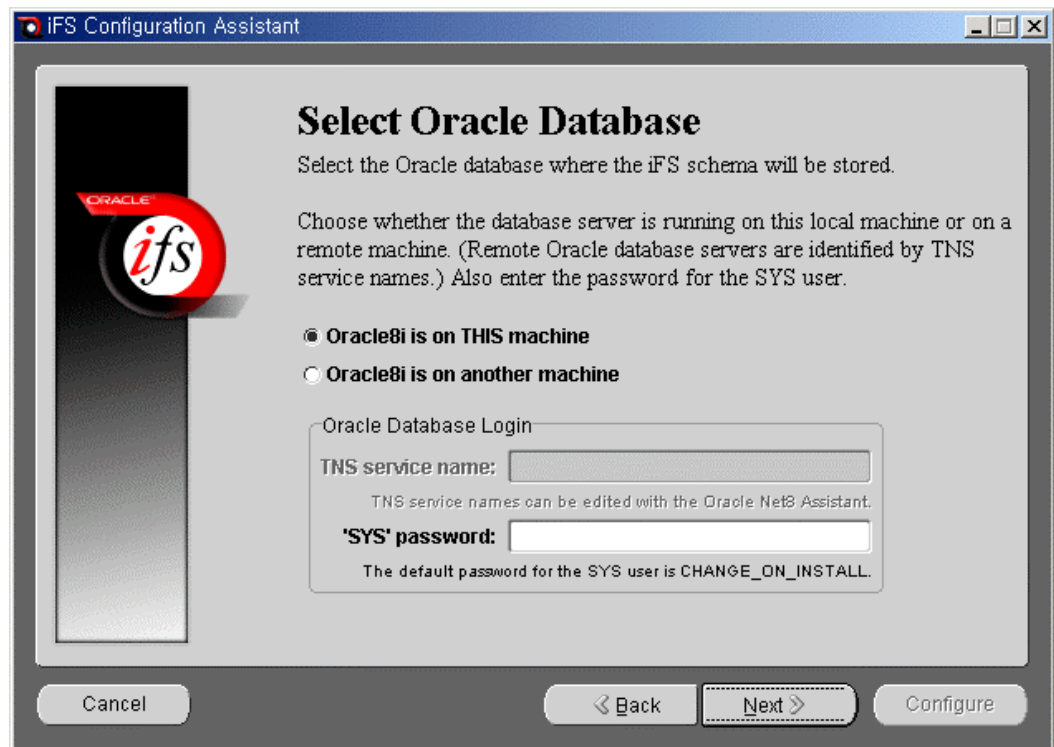 iFS Configuration Assistant
ORACLE
ifs
Select Oracle Database
Select the Oracle database where the iFS schema will be stored.
Choose whether the database server is running on this local machine or on a
remote machine. (Remote Oracle database servers are identified by TNS
service names.) Also enter the password for the SYS user.
Oracle8i is on THIS machine
Oracle8i is on another machine
Oracle Database Login
TNS service name:
TNS service names can be edited with the Oracle Net8 Assistant.
'SYS' password:
The default password for the SYS user is CHANGE_ON_INSTALL.
Cancel
Back
Next
Configure